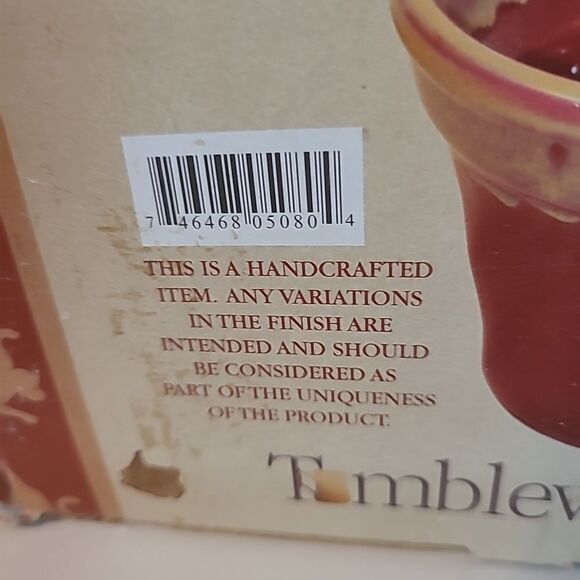 7 46468 05080 4
THIS IS A HANDCRAFTED
ITEM. ANY VARIATIONS
IN THE FINISH ARE
INTENDED AND SHOULD
BE CONSIDERED AS
PART OF THE UNIQUENESS
OF THE PRODUCT.